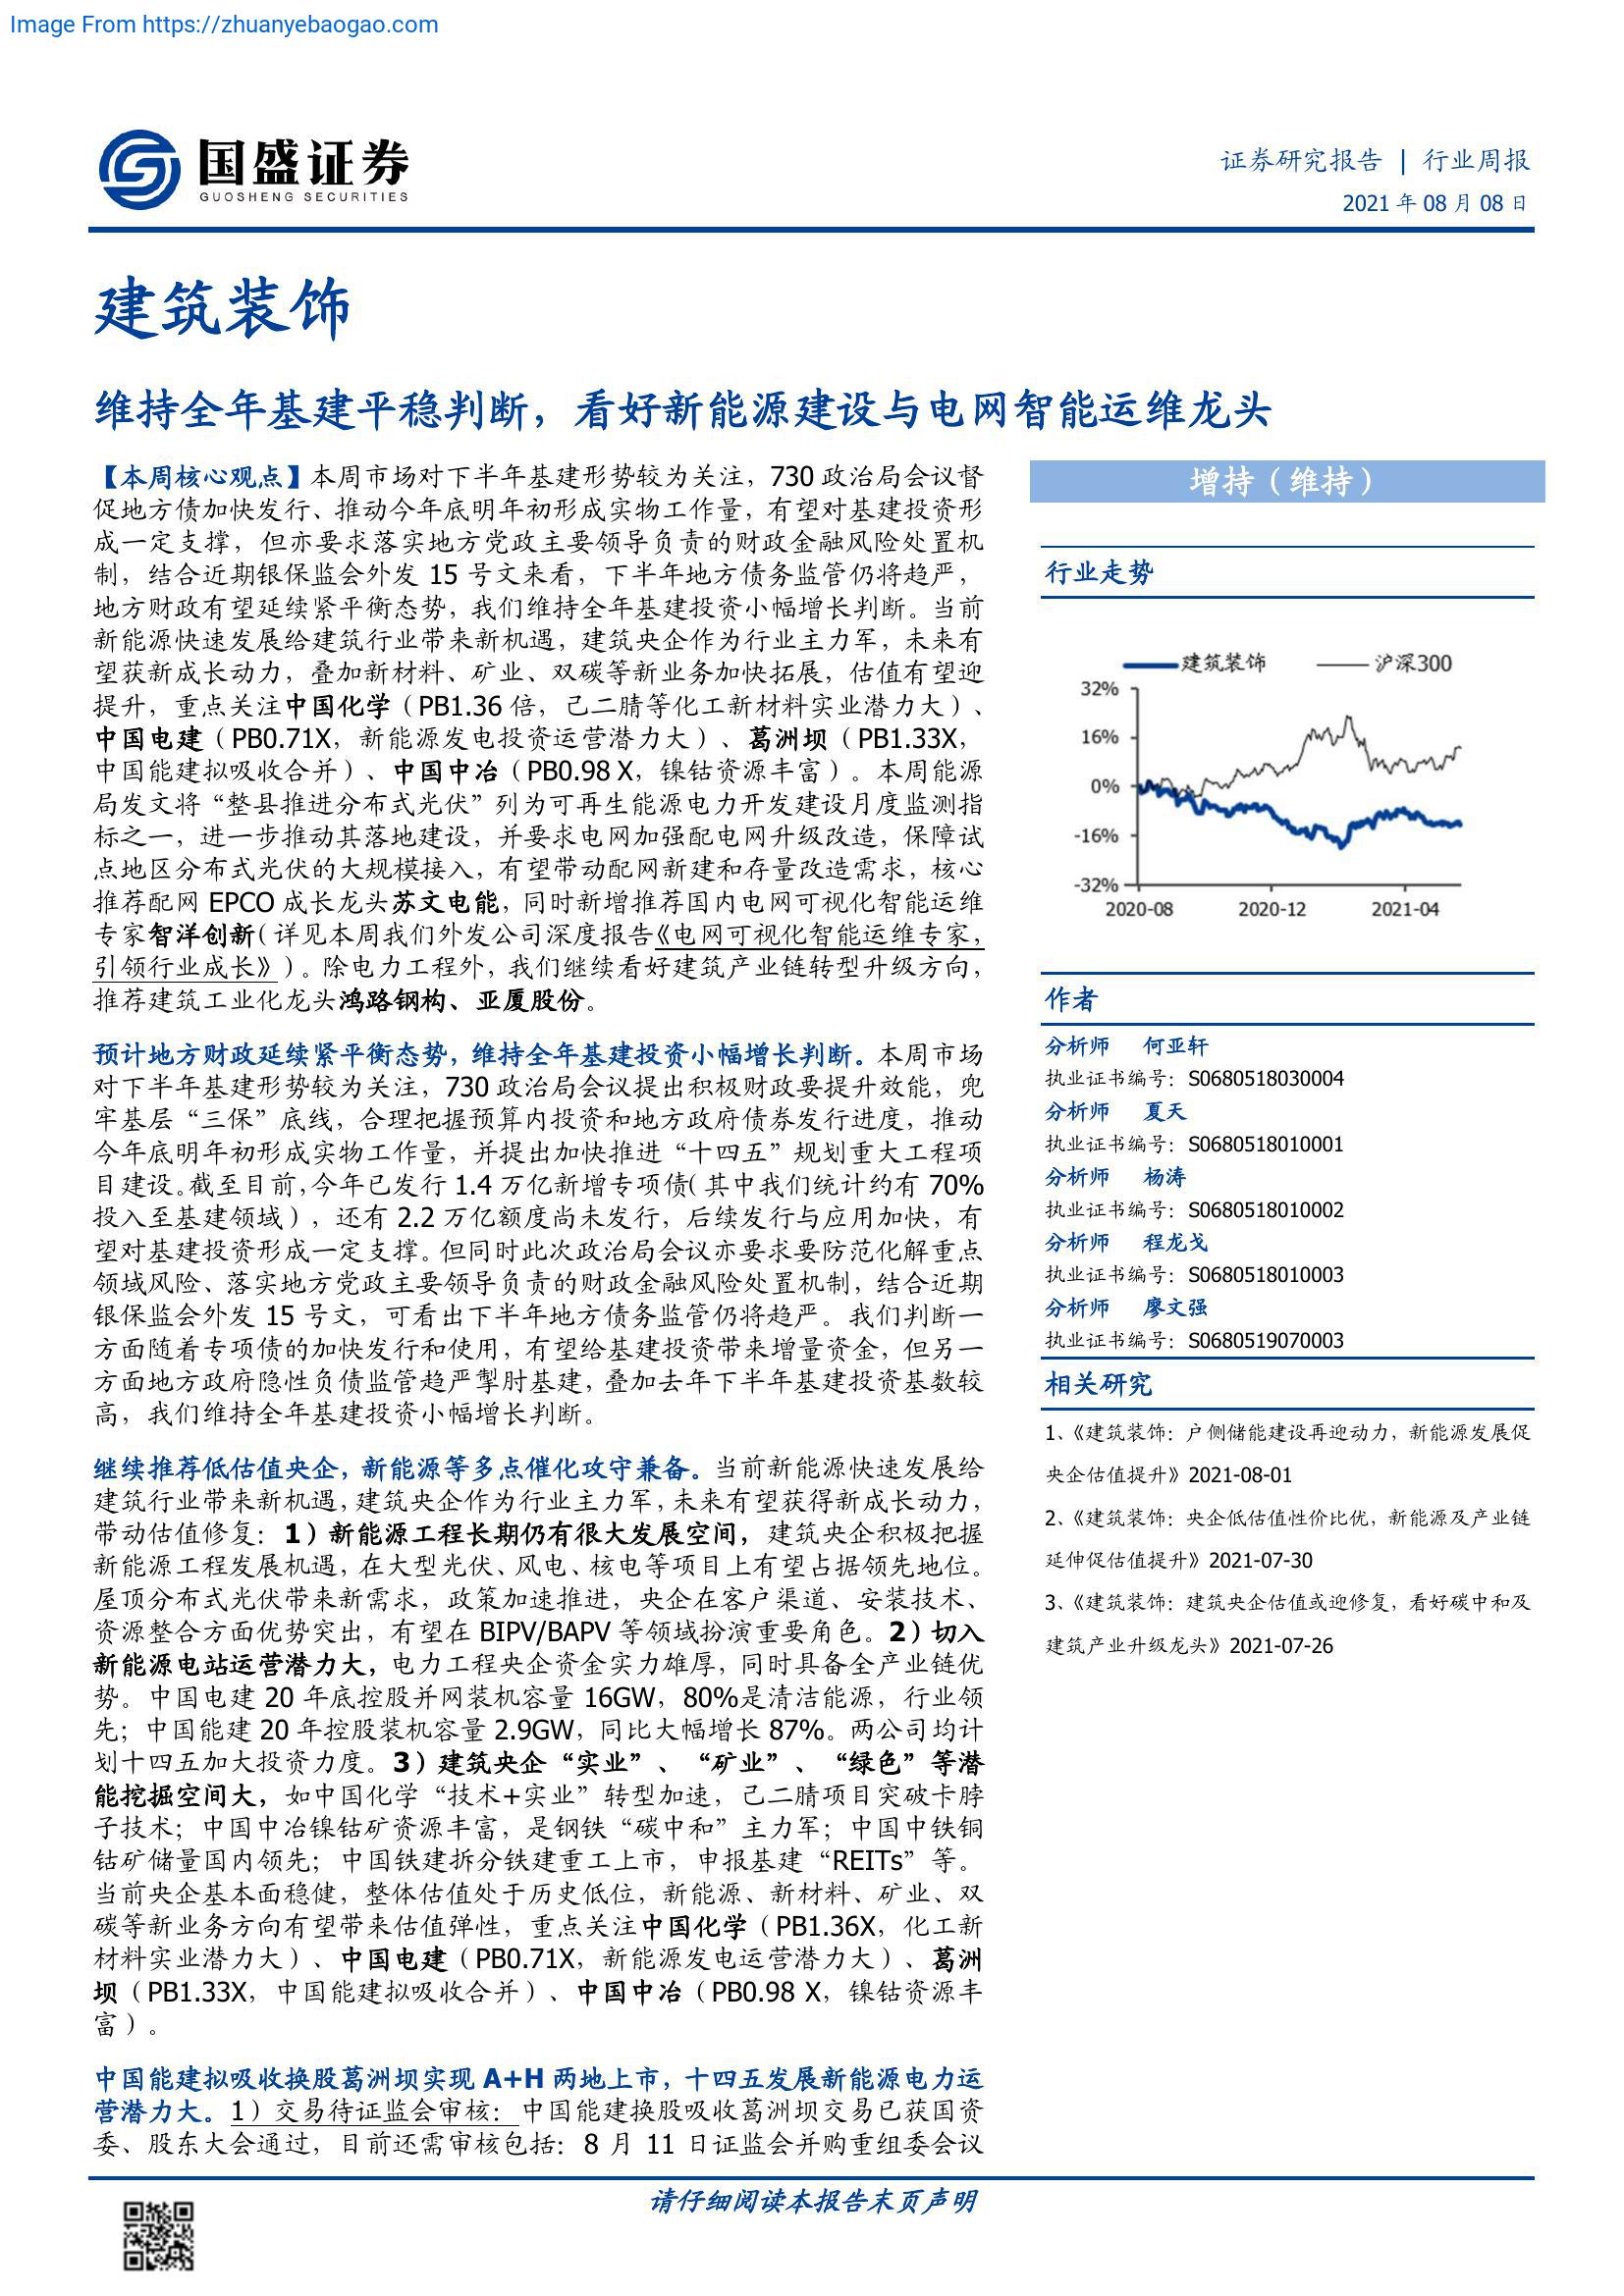 Image From https://zhuanyebaogao.com
国盛证券
GUOSHENG SECURITIES
证券研究报告 | 行业周报
2021 年 08 月 08 日
建筑装饰
维持全年基建平稳判断，看好新能源建设与电网智能运维龙头
【本周核心观点】本周市场对下半年基建形势较为关注，730 政治局会议督
促地方债加快发行、推动今年底明年初形成实物工作量，有望对基建投资形
成一定支撑，但亦要求落实地方党政主要领导负责的财政金融风险处置机
制，结合近期银保监会外发 15 号文来看，下半年地方债务监管仍将趋严，
地方财政有望延续紧平衡态势，我们维持全年基建投资小幅增长判断。当前
新能源快速发展给建筑行业带来新机遇，建筑央企作为行业主力军，未来有
望获新成长动力，叠加新材料、矿业、双碳等新业务加快拓展，估值有望迎
提升，重点关注中国化学（PB1.36 倍，己二腈等化工新材料实业潜力大）、
中国电建（PB0.71X，新能源发电投资运营潜力大）、葛洲坝（PB1.33X，
中国能建拟吸收合并）、中国中冶（PB0.98 X，镍钴资源丰富）。本周能源
局发文将“整县推进分布式光伏”列为可再生能源电力开发建设月度监测指
标之一，进一步推动其落地建设，并要求电网加强配电网升级改造，保障试
点地区分布式光伏的大规模接入，有望带动配网新建和存量改造需求，核心
推荐配网 EPCO 成长龙头苏文电能，同时新增推荐国内电网可视化智能运维
专家智洋创新（详见本周我们外发公司深度报告《电网可视化智能运维专家，
引领行业成长》）。除电力工程外，我们继续看好建筑产业链转型升级方向，
推荐建筑工业化龙头鸿路钢构、亚厦股份。
预计地方财政延续紧平衡态势，维持全年基建投资小幅增长判断。本周市场
对下半年基建形势较为关注，730 政治局会议提出积极财政要提升效能，兜
牢基层“三保”底线，合理把握预算内投资和地方政府债券发行进度，推动
今年底明年初形成实物工作量，并提出加快推进“十四五”规划重大工程项
目建设。截至目前，今年已发行 1.4 万亿新增专项债（其中我们统计约有 70%
投入至基建领域），还有 2.2 万亿额度尚未发行，后续发行与应用加快，有
望对基建投资形成一定支撑。但同时此次政治局会议亦要求要防范化解重点
领域风险、落实地方党政主要领导负责的财政金融风险处置机制，结合近期
银保监会外发 15 号文，可看出下半年地方债务监管仍将趋严。我们判断一
方面随着专项债的加快发行和使用，有望给基建投资带来增量资金，但另一
方面地方政府隐性负债监管趋严掣肘基建，叠加去年下半年基建投资基数较
高，我们维持全年基建投资小幅增长判断。
继续推荐低估值央企，新能源等多点催化攻守兼备。当前新能源快速发展给
建筑行业带来新机遇，建筑央企作为行业主力军，未来有望获得新成长动力，
带动估值修复：1）新能源工程长期仍有很大发展空间，建筑央企积极把握
新能源工程发展机遇，在大型光伏、风电、核电等项目上有望占据领先地位。
屋顶分布式光伏带来新需求，政策加速推进，央企在客户渠道、安装技术、
资源整合方面优势突出，有望在 BIPV/BAPV 等领域扮演重要角色。2）切入
新能源电站运营潜力大，电力工程央企资金实力雄厚，同时具备全产业链优
势。中国电建 20 年底控股并网装机容量 16GW，80%是清洁能源，行业领
先；中国能建 20 年控股装机容量 2.9GW，同比大幅增长 87%。两公司均计
划十四五加大投资力度。3）建筑央企“实业”、“矿业”、“绿色”等潜
能挖掘空间大，如中国化学“技术+实业”转型加速，己二腈项目突破卡脖
子技术；中国中冶镍钴矿资源丰富，是钢铁“碳中和”主力军；中国中铁铜
钴矿储量国内领先；中国铁建拆分铁建重工上市，申报基建“REITs”等。
当前央企基本面稳健，整体估值处于历史低位，新能源、新材料、矿业、双
碳等新业务方向有望带来估值弹性，重点关注中国化学（PB1.36X，化工新
材料实业潜力大）、中国电建（PB0.71X，新能源发电运营潜力大）、葛洲
坝（PB1.33X，中国能建拟吸收合并）、中国中冶（PB0.98 X，镍钴资源丰
富）。
中国能建拟吸收换股葛洲坝实现 A+H 两地上市，十四五发展新能源电力运
营潜力大。1）交易待证监会审核：中国能建换股吸收葛洲坝交易已获国资
委、股东大会通过，目前还需审核包括：8 月 11 日证监会并购重组委会议
增持（维持）
行业走势
建筑装饰 沪深300
32%
16%
0%
-16%
-32%
2020-08 2020-12 2021-04
作者
分析师 何亚轩
执业证书编号：S0680518030004
分析师 夏天
执业证书编号：S0680518010001
分析师 杨涛
执业证书编号：S0680518010002
分析师 程龙戈
执业证书编号：S0680518010003
分析师 廖文强
执业证书编号：S0680519070003
相关研究
1、《建筑装饰：户侧储能建设再迎动力，新能源发展促
央企估值提升》2021-08-01
2、《建筑装饰：央企低估值性价比优，新能源及产业链
延伸促估值提升》2021-07-30
3、《建筑装饰：建筑央企估值或迎修复，看好碳中和及
建筑产业升级龙头》2021-07-26
请仔细阅读本报告末页声明